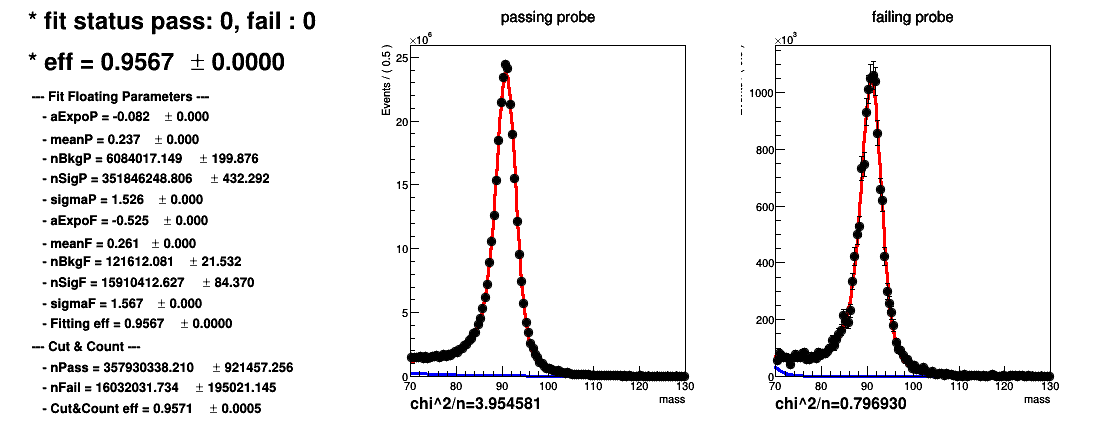 * fit status pass: 0, fail : 0
* eff = 0.9567 ± 0.0000
--- Fit Floating Parameters ---
- aExpoP = -0.082 ± 0.000
- meanP = 0.237 ± 0.000
- nBkgP = 6084017.149 ± 199.876
- nSigP = 351846248.806 ± 432.292
- sigmaP = 1.526 ± 0.000
- aExpoF = -0.525 ± 0.000
- meanF = 0.261 ± 0.000
- nBkgF = 121612.081 ± 21.532
- nSigF = 15910412.627 ± 84.370
- sigmaF = 1.567 ± 0.000
- Fitting eff = 0.9567 ± 0.0000
--- Cut & Count ---
- nPass = 357930338.210 ± 921457.256
- nFail = 16032031.734 ± 195021.145
- Cut&Count eff = 0.9571 ± 0.0005
passing probe
×10⁶
Events / ( 0.5 )
25
20
15
10
5
0
70 80 90 100 110 120 130
mass
chi^2/n=3.954581
failing probe
×10³
1000
800
600
400
200
0
70 80 90 100 110 120 130
mass
chi^2/n=0.796930